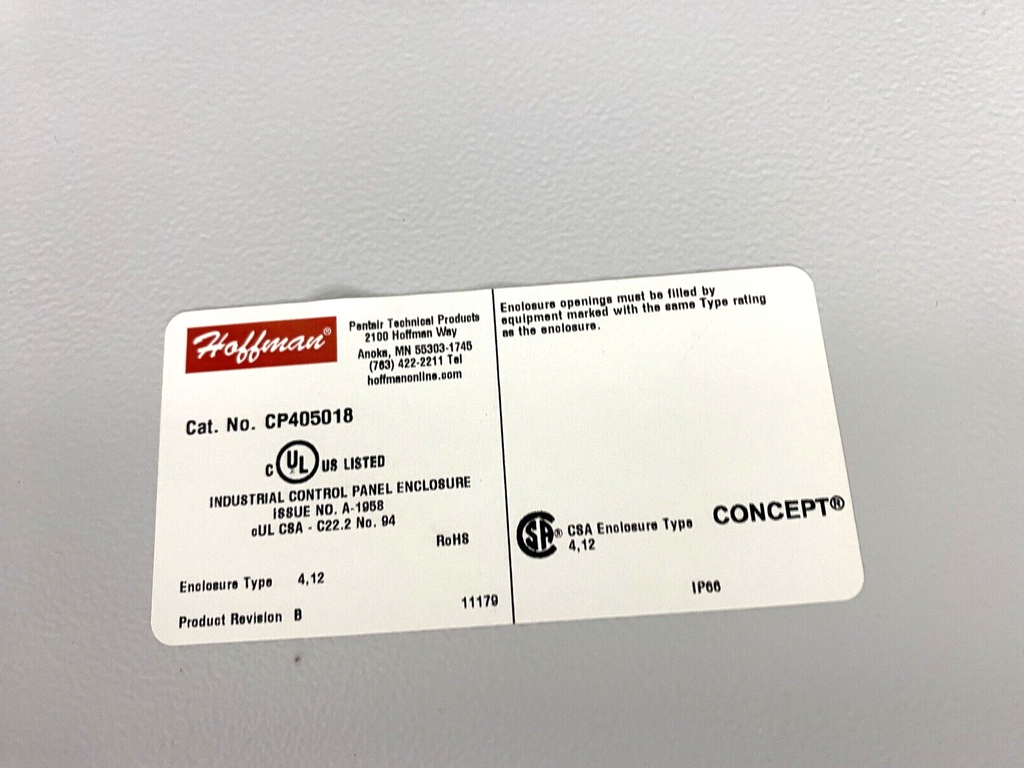 Hoffman®
Pentair Technical Products
2100 Hoffman Way
Anoka, MN 55303-1745
(763) 422-2211 Tel
hoffmanonline.com
Cat. No. CP405018
c UL US LISTED
INDUSTRIAL CONTROL PANEL ENCLOSURE
ISSUE NO. A-1958
cUL CSA - C22.2 No. 94
RoHS
Enclosure Type 4,12
Product Revision B
11179
Enclosure openings must be filled by
equipment marked with the same Type rating
as the enclosure.
SA® CSA Enclosure Type
4,12
CONCEPT®
IP66